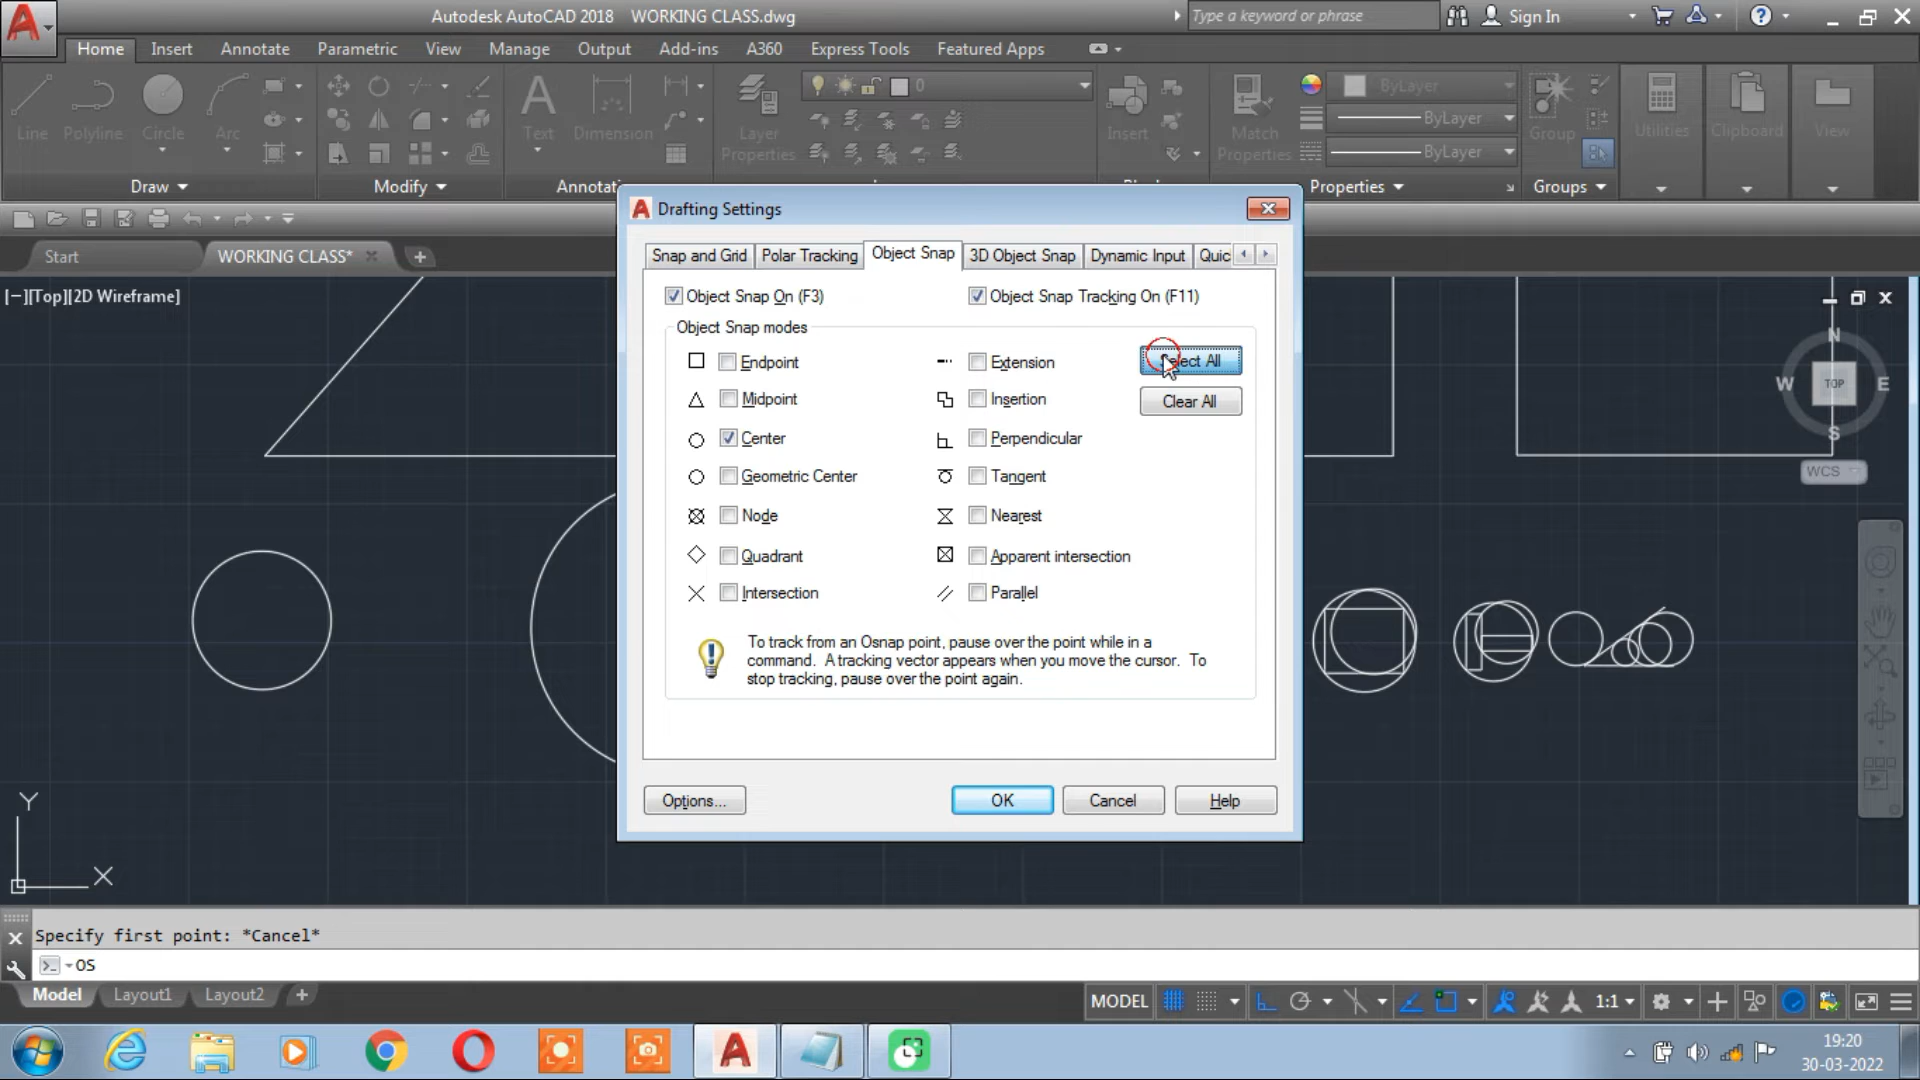 Autodesk AutoCAD 2018 WORKING CLASS.dwg
Type a keyword or phrase
Sign In
Home Insert Annotate Parametric View Manage Output Add-ins A360 Express Tools Featured Apps
0
ByLayer
Line Polyline Circle Arc
Text Dimension
Layer Properties
Insert
Match Properties
ByLayer
Group
Utilities Clipboard View
ByLayer
Draw Modify Properties Groups
Drafting Settings
Start WORKING CLASS*
Snap and Grid Polar Tracking Object Snap 3D Object Snap Dynamic Input
[−][Top][2D Wireframe]
Object Snap On (F3) Object Snap Tracking On (F11)
Object Snap modes
Endpoint Extension
Clear All
Midpoint Insertion
Center Perpendicular
Geometric Center Tangent
Node Nearest
Quadrant Apparent intersection
Intersection Parallel
To track from an Osnap point, pause over the point while in a
command. A tracking vector appears when you move the cursor. To
stop tracking, pause over the point again.
Options... OK Cancel Help
N
W TOP E
S
WCS
Y
X
Specify first point: *Cancel*
OS
Model Layout1 Layout2
MODEL 1:1
19:20
30-03-2022